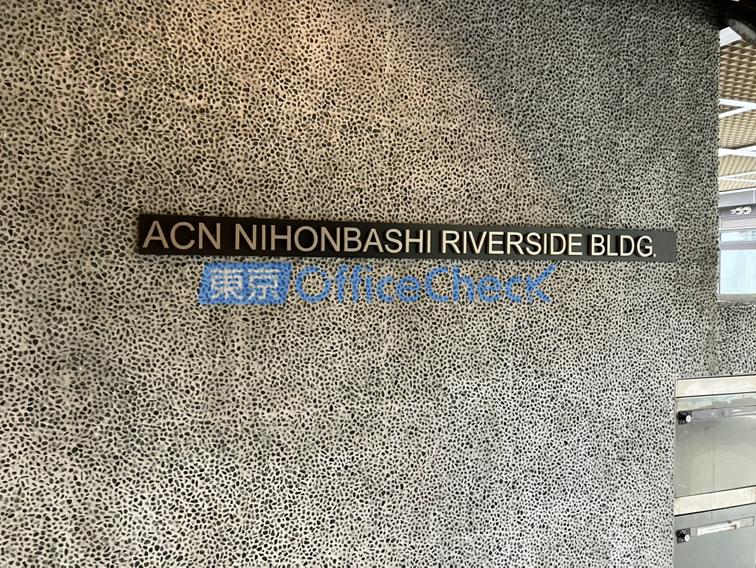 ACN NIHONBASHI RIVERSIDE BLDG.
東京OfficeChecK